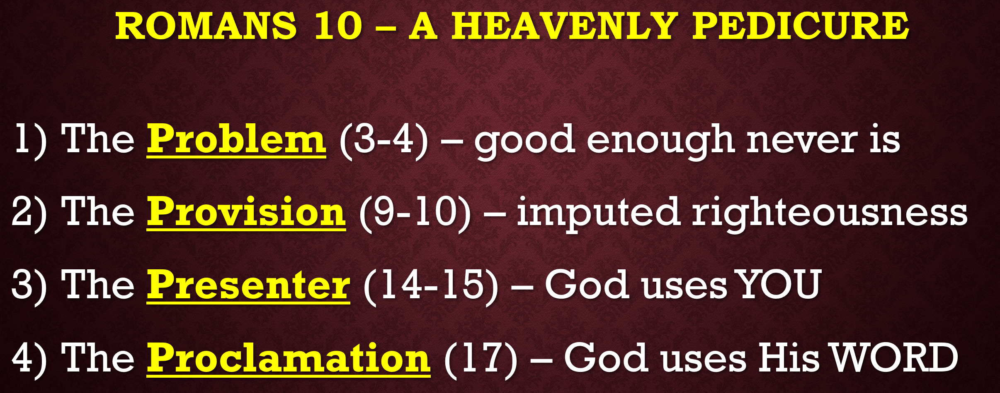 ROMANS 10 – A HEAVENLY PEDICURE
1) The Problem (3-4) – good enough never is
2) The Provision (9-10) – imputed righteousness
3) The Presenter (14-15) – God uses YOU
4) The Proclamation (17) – God uses His WORD